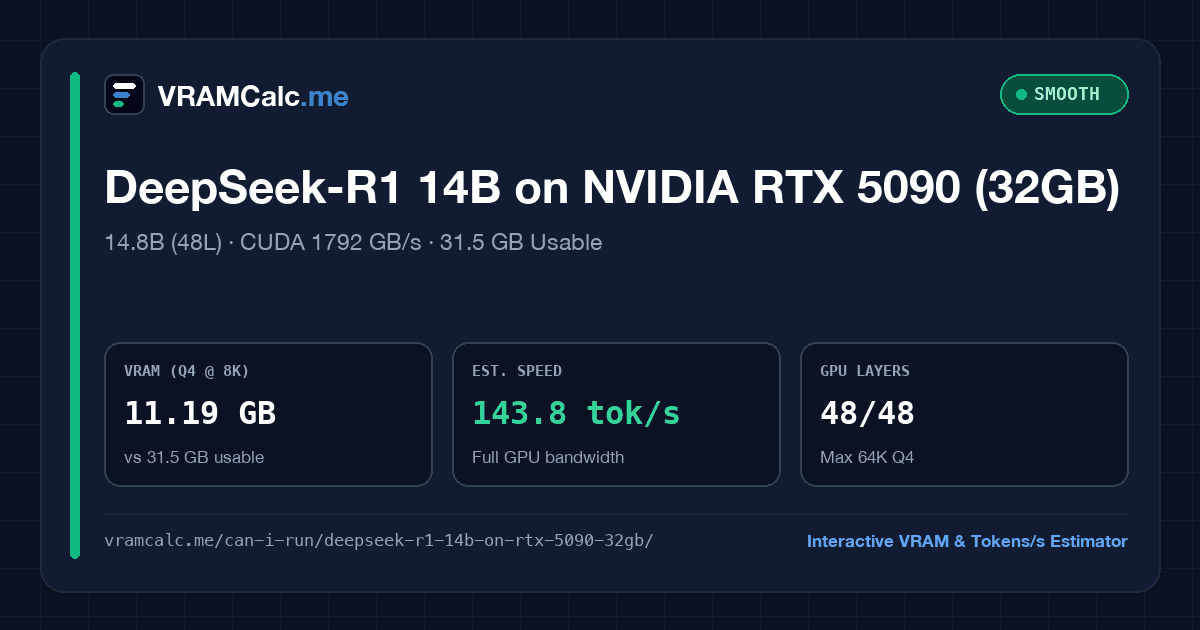 VRAMCalc.me
SMOOTH
DeepSeek-R1 14B on NVIDIA RTX 5090 (32GB)
14.8B (48L) · CUDA 1792 GB/s · 31.5 GB Usable
VRAM (Q4 @ 8K)
11.19 GB
vs 31.5 GB usable
EST. SPEED
143.8 tok/s
Full GPU bandwidth
GPU LAYERS
48/48
Max 64K Q4
vramcalc.me/can-i-run/deepseek-r1-14b-on-rtx-5090-32gb/
Interactive VRAM & Tokens/s Estimator